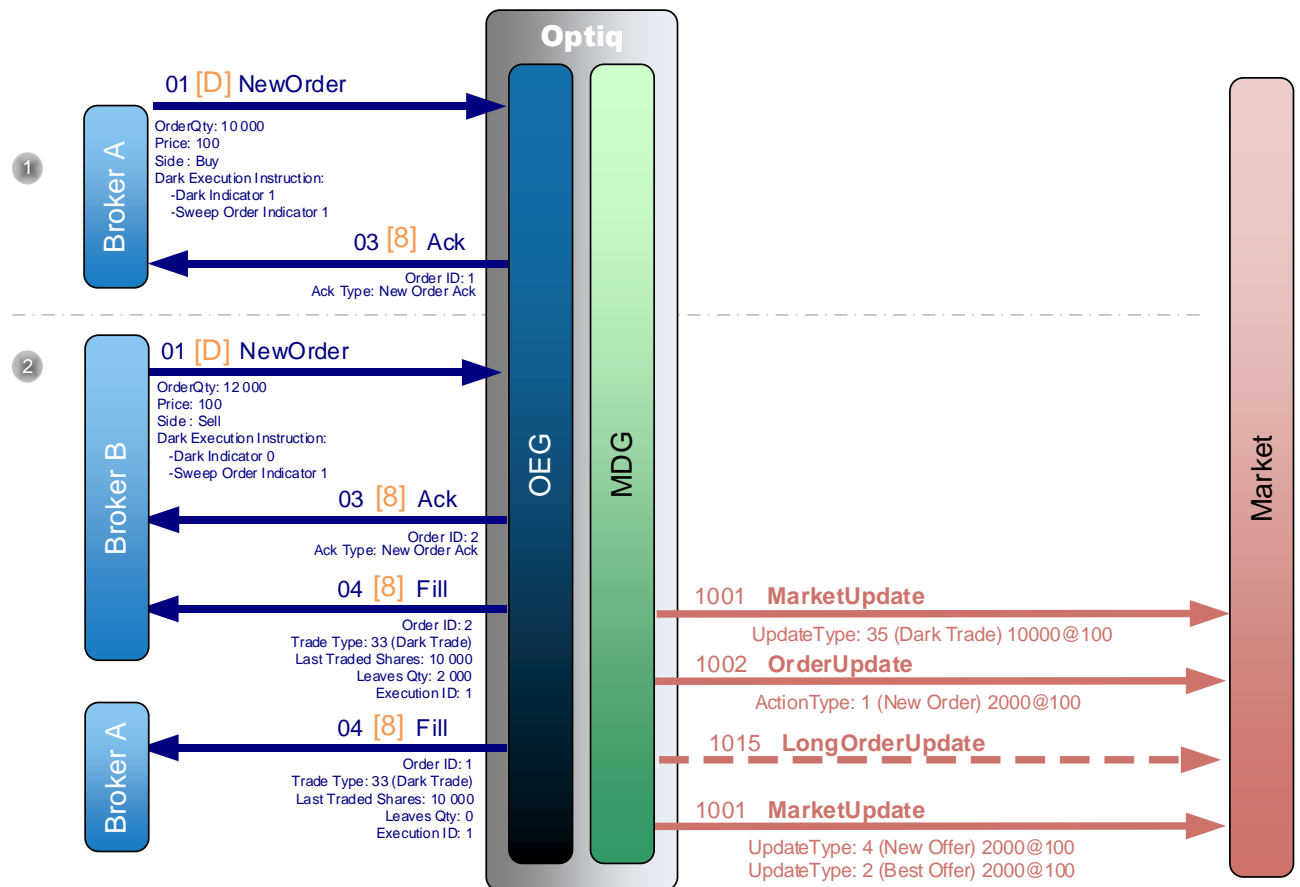 Optiq
01 [D] NewOrder
1
Broker A
OrderQty: 10 000
Price: 100
Side : Buy
Dark Execution Instruction:
-Dark Indicator 1
-Sweep Order Indicator 1
03 [8] Ack
Order ID: 1
Ack Type: New Order Ack
2
Broker B
01 [D] NewOrder
OrderQty: 12 000
Price: 100
Side : Sell
Dark Execution Instruction:
-Dark Indicator 0
-Sweep Order Indicator 1
03 [8] Ack
Order ID: 2
Ack Type: New Order Ack
04 [8] Fill
Order ID: 2
Trade Type: 33 (Dark Trade)
Last Traded Shares: 10 000
Leaves Qty: 2 000
Execution ID: 1
Broker A
04 [8] Fill
Order ID: 1
Trade Type: 33 (Dark Trade)
Last Traded Shares: 10 000
Leaves Qty: 0
Execution ID: 1
OEG
MDG
1001 MarketUpdate
UpdateType: 35 (Dark Trade) 10000@100
1002 OrderUpdate
ActionType: 1 (New Order) 2000@100
1015 LongOrderUpdate
1001 MarketUpdate
UpdateType: 4 (New Offer) 2000@100
UpdateType: 2 (Best Offer) 2000@100
Market